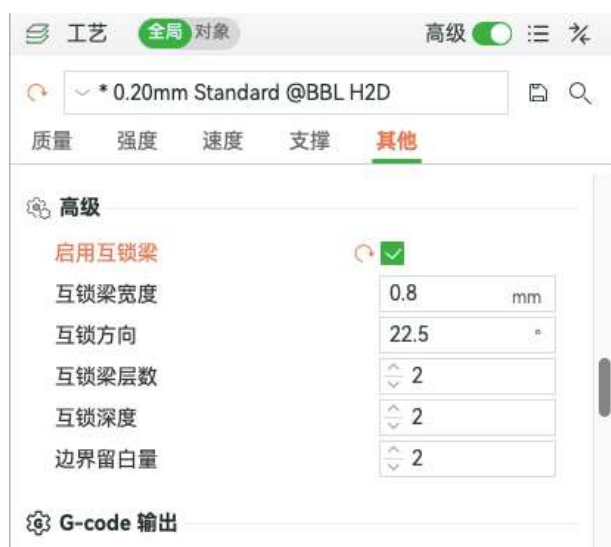 工艺 全局 对象 高级
* 0.20mm Standard @BBL H2D
质量 强度 速度 支撑 其他
高级
启用互锁梁
互锁梁宽度 0.8 mm
互锁方向 22.5 °
互锁梁层数 2
互锁深度 2
边界留白量 2
G-code 输出